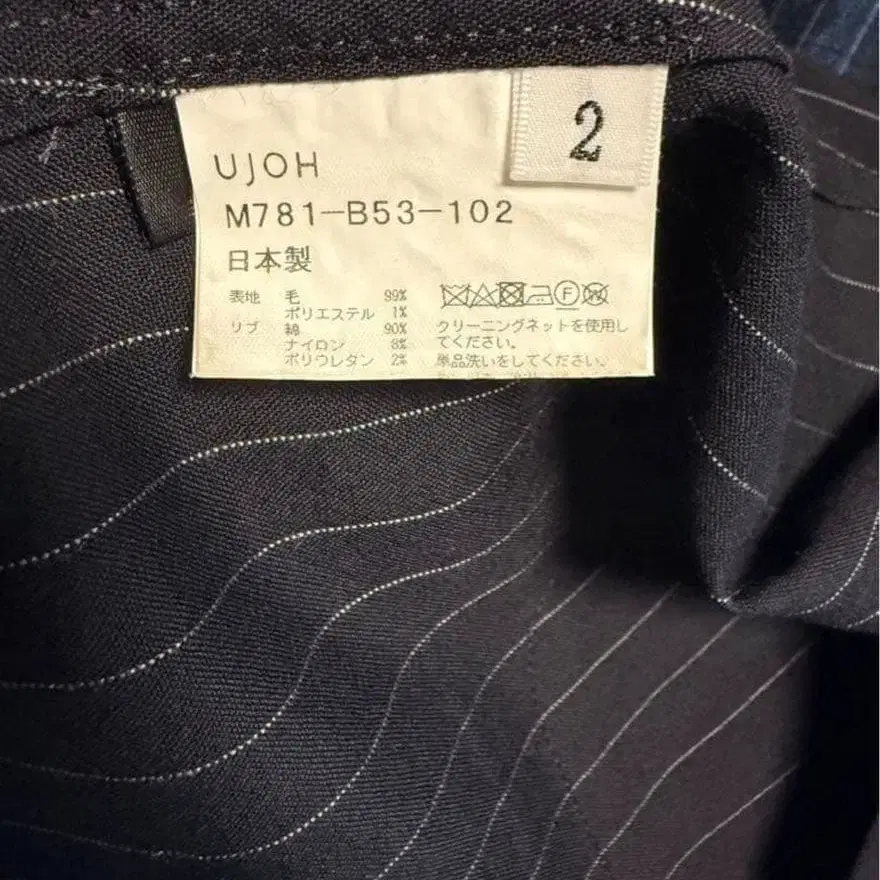 2
UJOH
M781-B53-102
日本製
表地 毛 99%
ポリエステル 1%
リブ 綿 90%
ナイロン 8%
ポリウレタン 2%
F W
クリーニングネットを使用し
てください。
単品洗いをしてください。